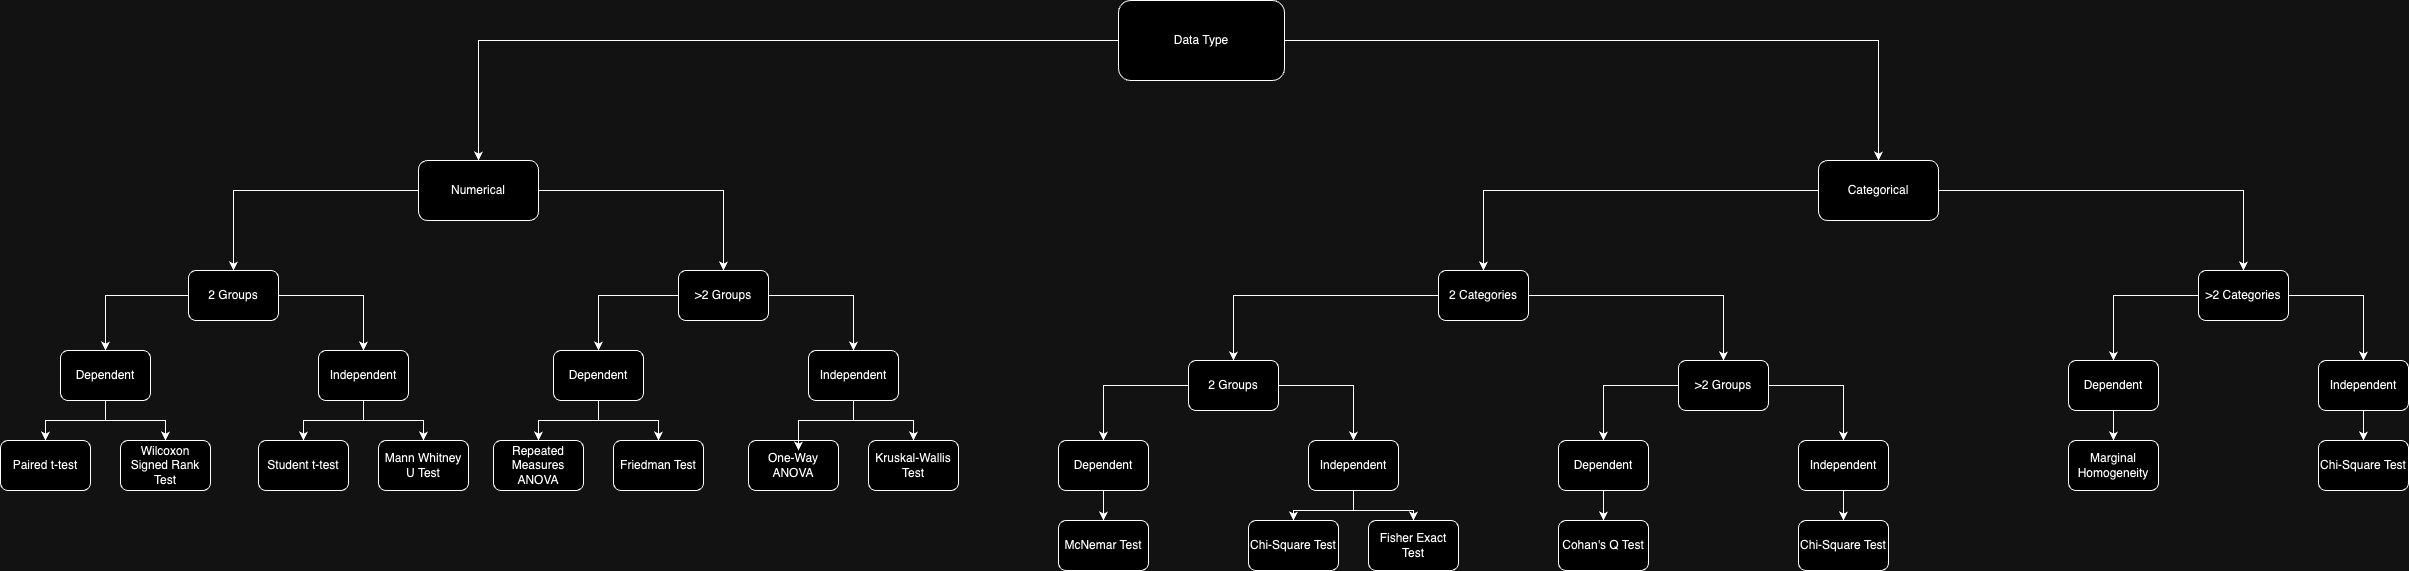 Data Type
Numerical
Categorical
2 Groups
>2 Groups
2 Categories
>2 Categories
Dependent
Independent
Dependent
Independent
2 Groups
>2 Groups
Dependent
Independent
Paired t-test
Wilcoxon
Signed Rank
Test
Student t-test
Mann Whitney
U Test
Repeated
Measures
ANOVA
Friedman Test
One-Way
ANOVA
Kruskal-Wallis
Test
Dependent
Independent
Dependent
Independent
Marginal
Homogeneity
Chi-Square Test
McNemar Test
Chi-Square Test
Fisher Exact
Test
Cohan's Q Test
Chi-Square Test